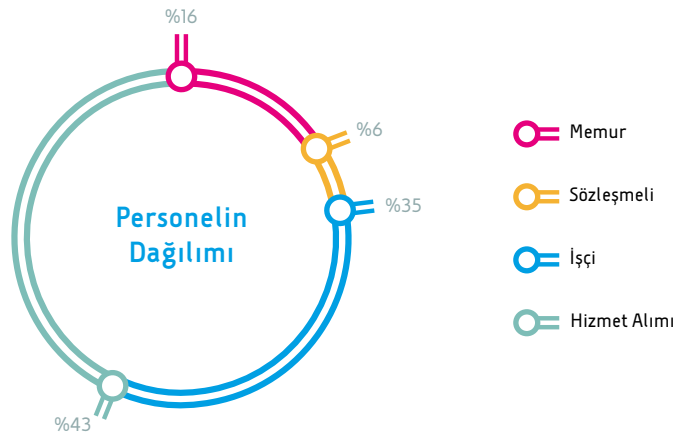 %16
%6
%35
%43
Personelin
Dağılımı
Memur
Sözleşmeli
İşçi
Hizmet Alımı